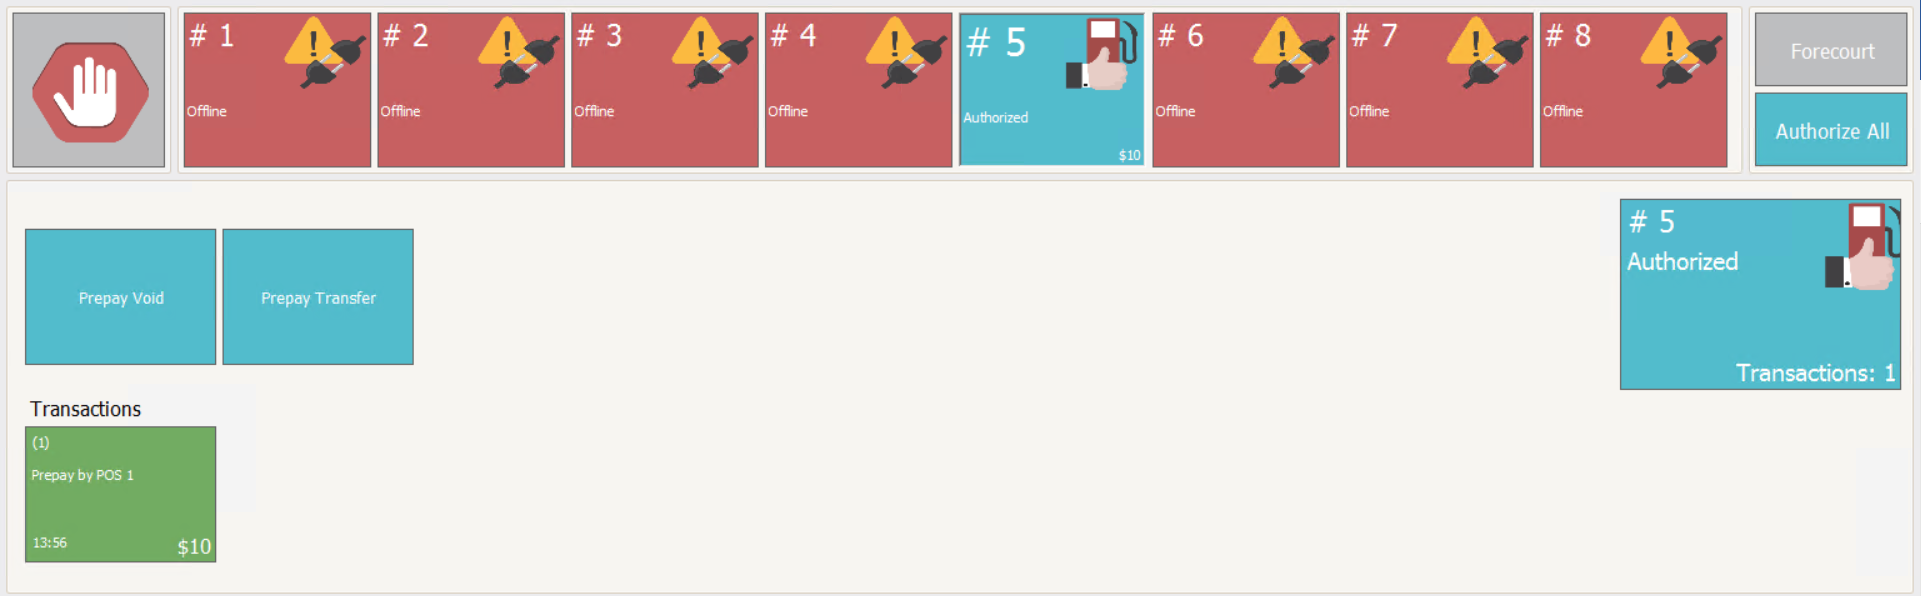 # 1
Offline
# 2
Offline
# 3
Offline
# 4
Offline
# 5
Authorized
$10
# 6
Offline
# 7
Offline
# 8
Offline
Forecourt
Authorize All
Prepay Void
Prepay Transfer
# 5
Authorized
Transactions: 1
Transactions
(1)
Prepay by POS 1
13:56
$10